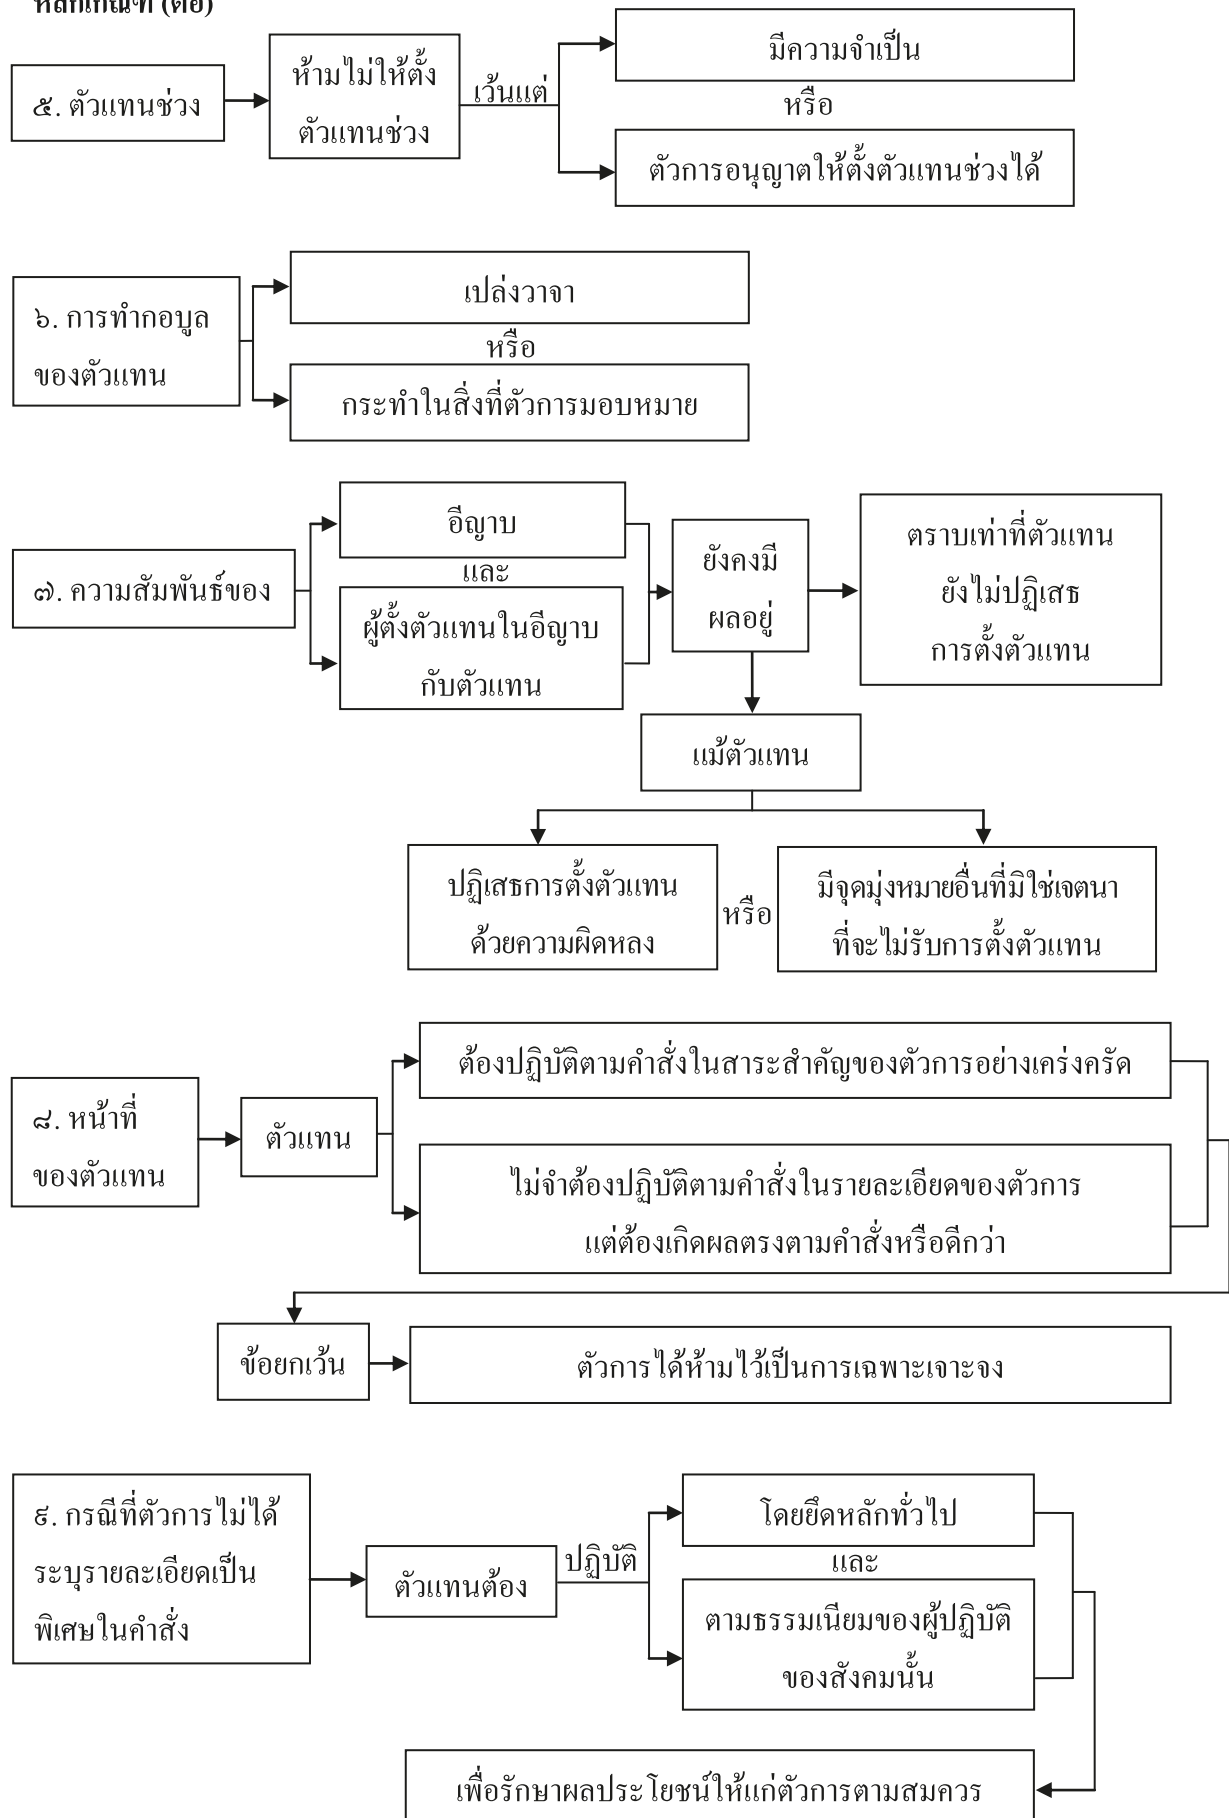 หลักเกณฑ์ (ต่อ)
๕. ตัวแทนช่วง
ห้ามไม่ให้ตั้ง
ตัวแทนช่วง
เว้นแต่
มีความจำเป็น
หรือ
ตัวการอนุญาตให้ตั้งตัวแทนช่วงได้
๖. การทำกอบูล
ของตัวแทน
เปล่งวาจา
หรือ
กระทำในสิ่งที่ตัวการมอบหมาย
๗. ความสัมพันธ์ของ
อีญาบ
และ
ผู้ตั้งตัวแทนในอีญาบ
กับตัวแทน
ยังคงมี
ผลอยู่
ตราบเท่าที่ตัวแทน
ยังไม่ปฏิเสธ
การตั้งตัวแทน
แม้ตัวแทน
ปฏิเสธการตั้งตัวแทน
ด้วยความผิดหลง
หรือ
มีจุดมุ่งหมายอื่นที่มิใช่เจตนา
ที่จะไม่รับการตั้งตัวแทน
๘. หน้าที่
ของตัวแทน
ตัวแทน
ต้องปฏิบัติตามคำสั่งในสาระสำคัญของตัวการอย่างเคร่งครัด
ไม่จำต้องปฏิบัติตามคำสั่งในรายละเอียดของตัวการ
แต่ต้องเกิดผลตรงตามคำสั่งหรือดีกว่า
ข้อยกเว้น
ตัวการได้ห้ามไว้เป็นการเฉพาะเจาะจง
๙. กรณีที่ตัวการไม่ได้
ระบุรายละเอียดเป็น
พิเศษในคำสั่ง
ตัวแทนต้อง
ปฏิบัติ
โดยยึดหลักทั่วไป
และ
ตามธรรมเนียมของผู้ปฏิบัติ
ของสังคมนั้น
เพื่อรักษาผลประโยชน์ให้แก่ตัวการตามสมควร